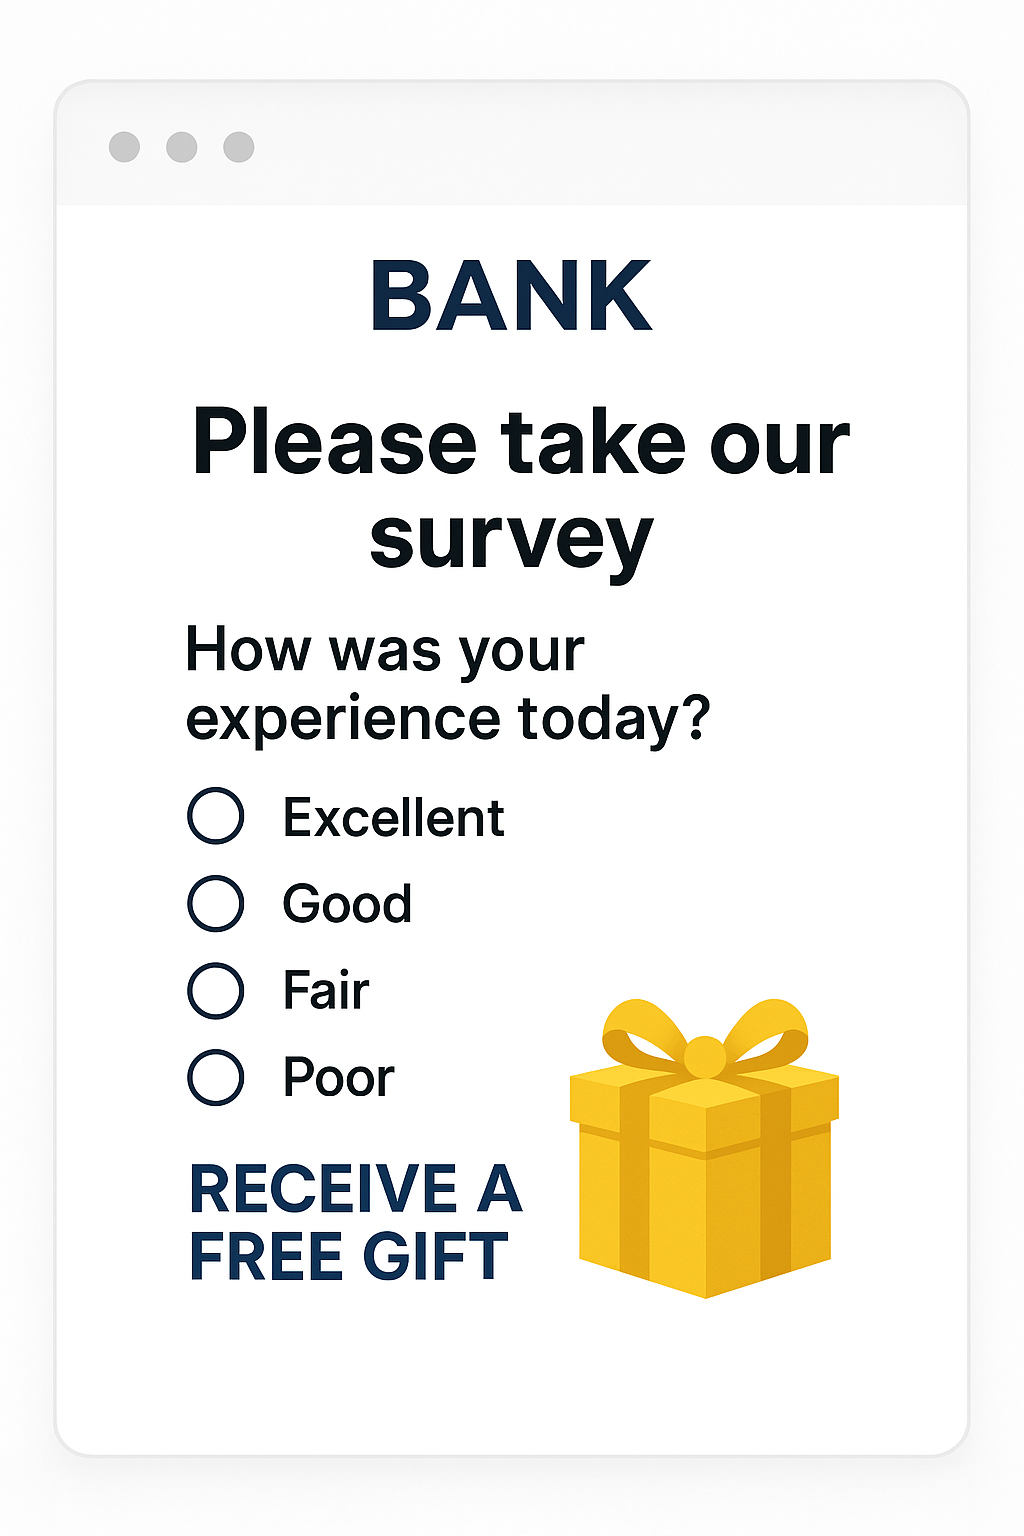 BANK
Please take our
survey
How was your
experience today?
Excellent
Good
Fair
Poor
RECEIVE A
FREE GIFT